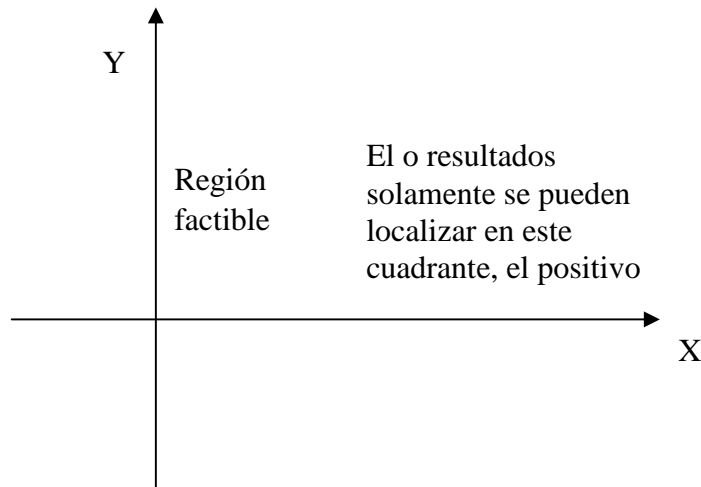 Y
Región
factible
El o resultados
solamente se pueden
localizar en este
cuadrante, el positivo
X